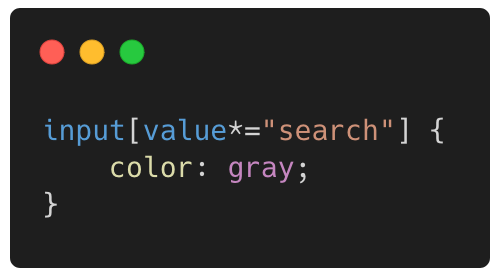 input[value*="search"] {
    color: gray;
}